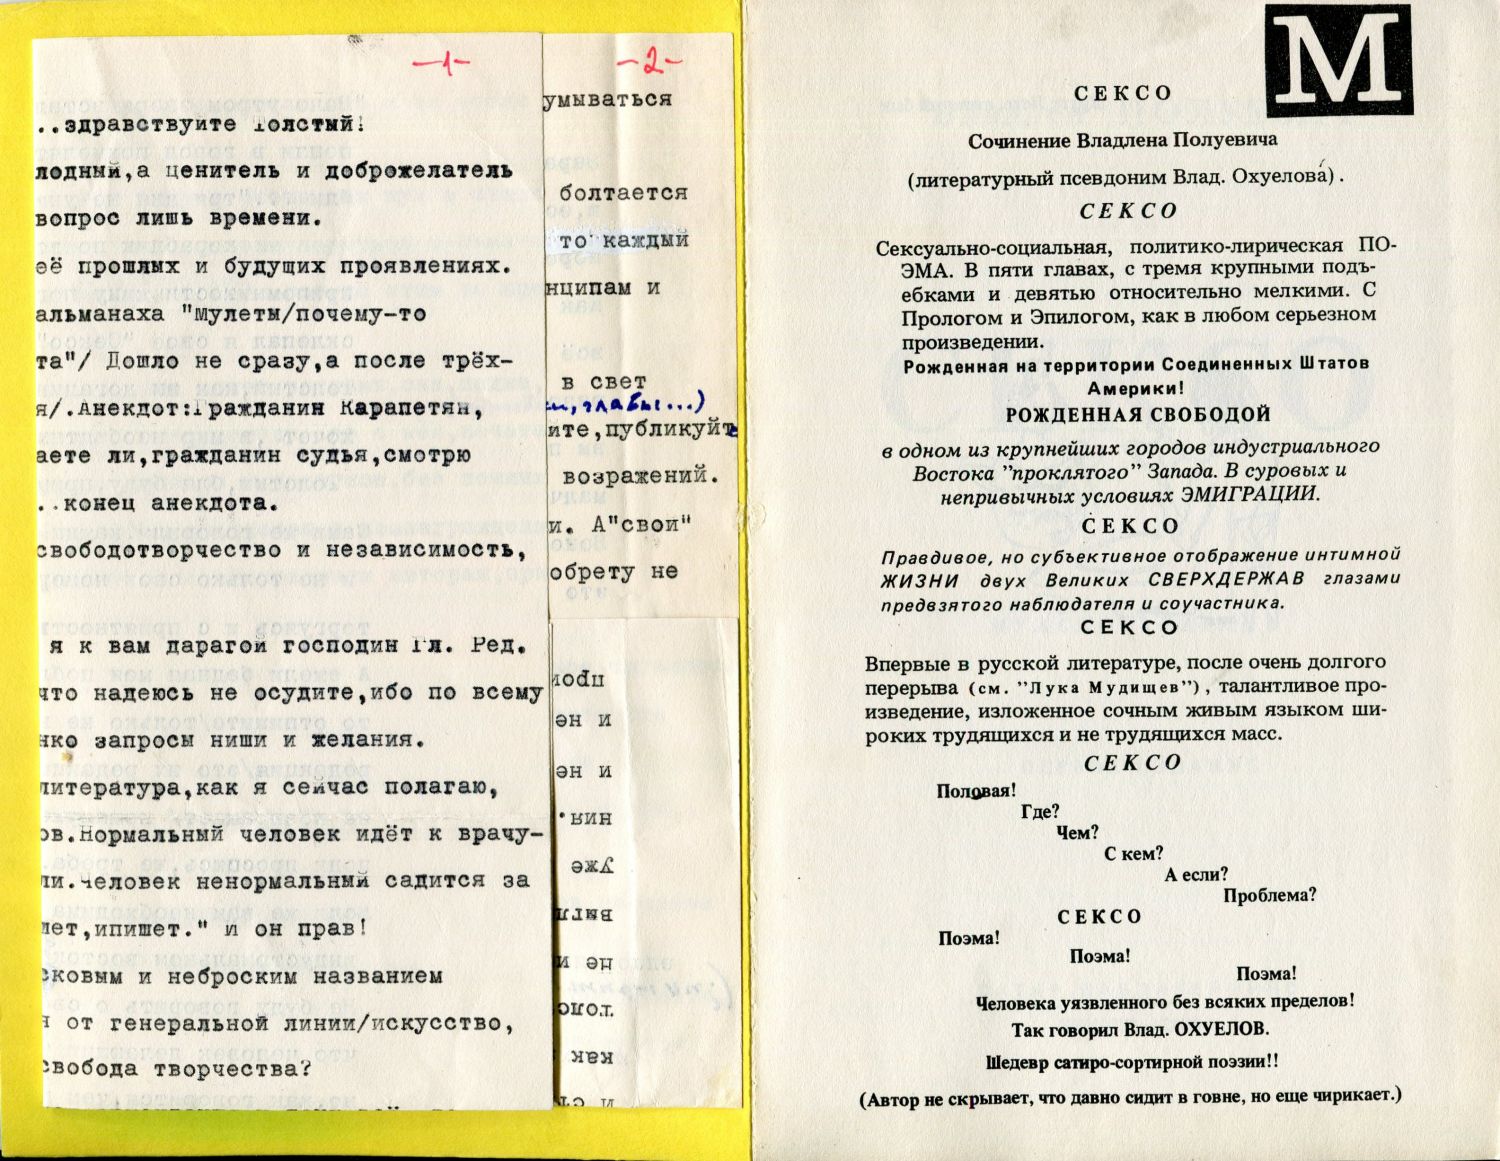 -1-
..здравствуите Толстый!
лодный,а ценитель и доброжелатель
вопрос лишь времени.
её прошлых и будущих проявлениях.
альманаха "Мулеты/почему-то
та"/ Дошло не сразу,а после трёх-
я/.Анекдот:Гражданин Карапетян,
аете ли,гражданин судья,смотрю
..конец анекдота.
свободотворчество и независимость,
я к вам дарагой господин Гл. Ред.
что надеюсь не осудите,ибо по всему
нко запросы ниши и желания.
литература,как я сейчас полагаю,
ов.Нормальный человек идёт к врачу-
ли.Человек ненормальный садится за
лет,ипишет." и он прав!
сковым и неброским названием
я от генеральной линии/искусство,
свобода творчества?
-2-
умываться
болтается
то каждый
нципам и
в свет
главы...)
ите,публикуйте
возражений.
и. А"свои"
обрету не
М
СЕКСО
Сочинение Владлена Полуевича
(литературный псевдоним Влад. Охуелова).
СЕКСО
Сексуально-социальная, политико-лирическая ПО-
ЭМА. В пяти главах, с тремя крупными подъ-
ебками и девятью относительно мелкими. С
Прологом и Эпилогом, как в любом серьезном
произведении.
Рожденная на территории Соединенных Штатов
Америки!
РОЖДЕННАЯ СВОБОДОЙ
в одном из крупнейших городов индустриального
Востока "проклятого" Запада. В суровых и
непривычных условиях ЭМИГРАЦИИ.
СЕКСО
Правдивое, но субъективное отображение интимной
ЖИЗНИ двух Великих СВЕРХДЕРЖАВ глазами
предвзятого наблюдателя и соучастника.
СЕКСО
Впервые в русской литературе, после очень долгого
перерыва (см. "Лука Мудищев"), талантливое про-
изведение, изложенное сочным живым языком ши-
роких трудящихся и не трудящихся масс.
СЕКСО
Половая!
Где?
Чем?
С кем?
А если?
Проблема?
СЕКСО
Поэма!
Поэма!
Поэма!
Человека уязвленного без всяких пределов!
Так говорил Влад. ОХУЕЛОВ.
Шедевр сатиро-сортирной поэзии!!
(Автор не скрывает, что давно сидит в говне, но еще чирикает.)